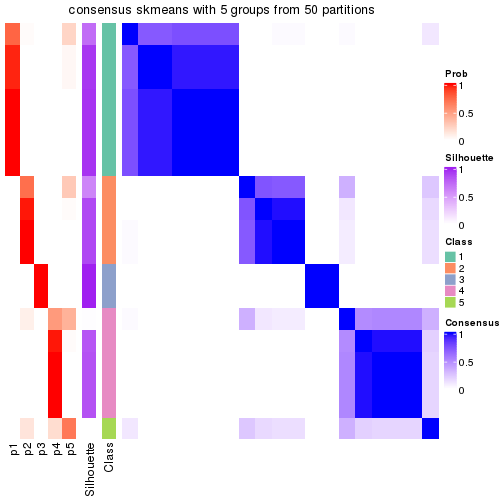 consensus skmeans with 5 groups from 50 partitions
p1
p2
p3
p4
p5
Silhouette
Class
Prob
1
0.5
0
Silhouette
1
0.5
0
Class
1
2
3
4
5
Consensus
1
0.5
0